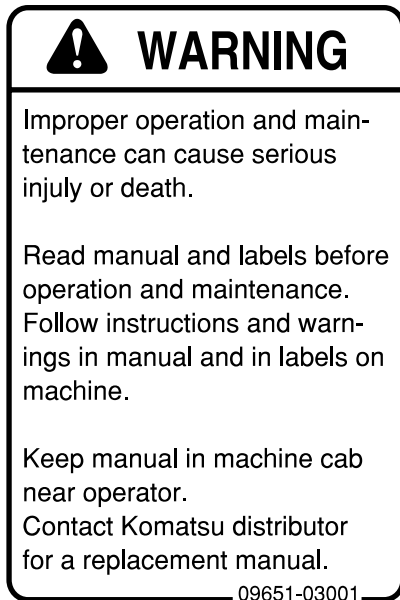 WARNING
Improper operation and main-
tenance can cause serious
injuly or death.
Read manual and labels before
operation and maintenance.
Follow instructions and warn-
ings in manual and in labels on
machine.
Keep manual in machine cab
near operator.
Contact Komatsu distributor
for a replacement manual.
09651-03001